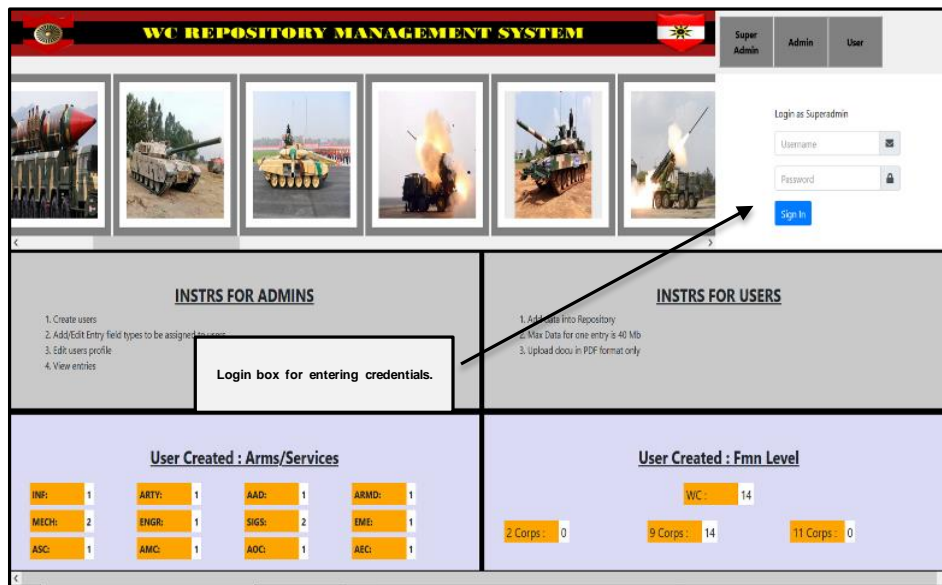 WC REPOSITORY MANAGEMENT SYSTEM
Super Admin
Admin
User
Login as Superadmin
Username
Password
Sign In
INSTRS FOR ADMINS
1. Create users
2. Add/Edit Entry field types to be assigned to users
3. Edit users profile
4. View entries
INSTRS FOR USERS
1. Add data into Repository
2. Max Data for one entry is 40 Mb
3. Upload docu in PDF format only
Login box for entering credentials.
User Created : Arms/Services
INF: 1 ARTY: 1 AAD: 1 ARMD: 1
MECH: 2 ENGR: 1 SIGS: 2 EME: 1
ASC: 1 AMC: 1 AOC: 1 AEC: 1
User Created : Fmn Level
WC : 14
2 Corps : 0 9 Corps : 14 11 Corps : 0